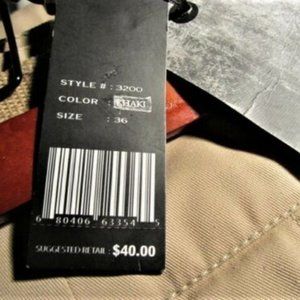 STYLE # : 3200
COLOR : KHAKI
SIZE : 36
6 80406 63354 5
SUGGESTED RETAIL : $40.00